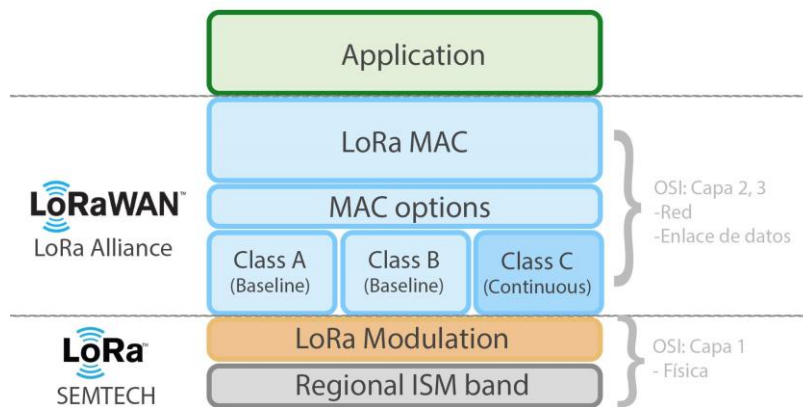 Application
LoRa MAC
MAC options
Class A
(Baseline)
Class B
(Baseline)
Class C
(Continuous)
LoRa Modulation
Regional ISM band
LoRaWAN™
LoRa Alliance
LoRa™
SEMTECH
OSI: Capa 2, 3
-Red
-Enlace de datos
OSI: Capa 1
- Física